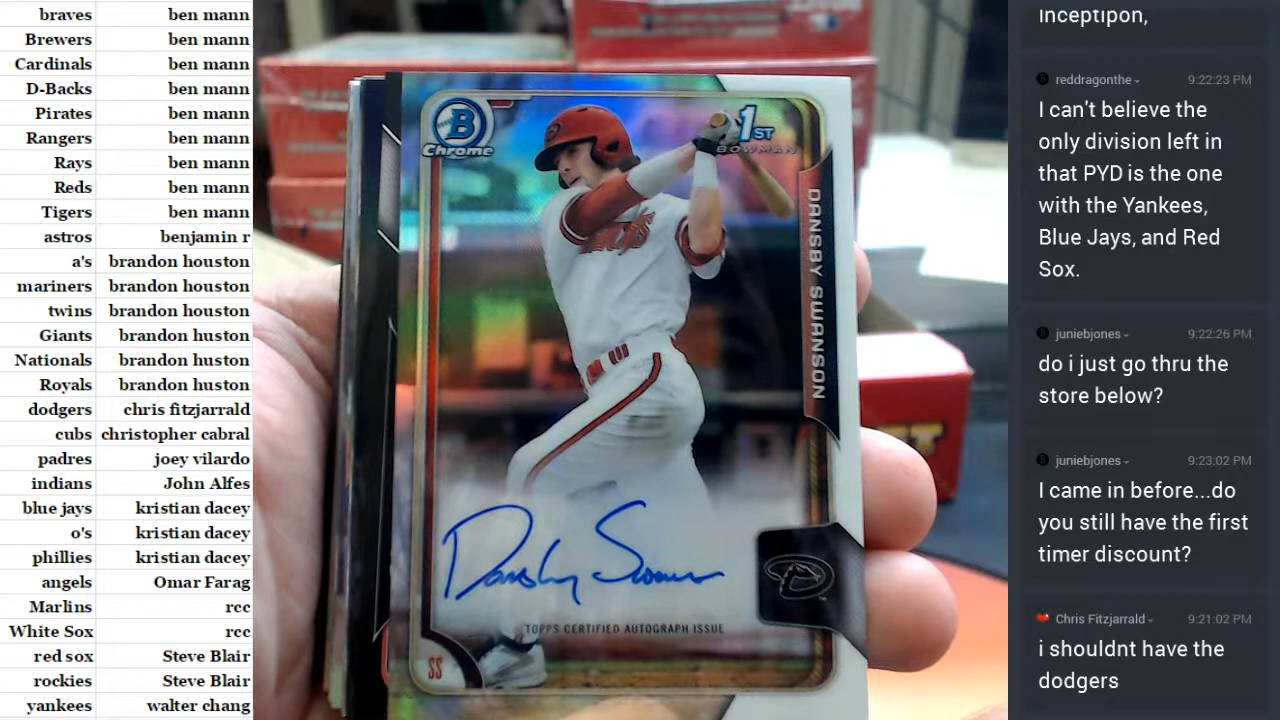 braves ben mann
Brewers ben mann
Cardinals ben mann
D-Backs ben mann
Pirates ben mann
Rangers ben mann
Rays ben mann
Reds ben mann
Tigers ben mann
astros benjamin r
a's brandon houston
mariners brandon houston
twins brandon houston
Giants brandon huston
Nationals brandon huston
Royals brandon huston
dodgers chris fitzjarrald
cubs christopher cabral
padres joey vilardo
indians John Alfes
blue jays kristian dacey
o's kristian dacey
phillies kristian dacey
angels Omar Farag
Marlins rcc
White Sox rcc
red sox Steve Blair
rockies Steve Blair
yankees walter chang
B
Chrome
1ST
BOWMAN
DANSBY SWANSON
Dansby Swanson
TOPPS CERTIFIED AUTOGRAPH ISSUE
SS
inceptipon,
reddragonthe 9:22:23 PM
I can't believe the
only division left in
that PYD is the one
with the Yankees,
Blue Jays, and Red
Sox.
juniebjones 9:22:26 PM
do i just go thru the
store below?
juniebjones 9:23:02 PM
I came in before...do
you still have the first
timer discount?
Chris Fitzjarrald 9:21:02 PM
i shouldnt have the
dodgers